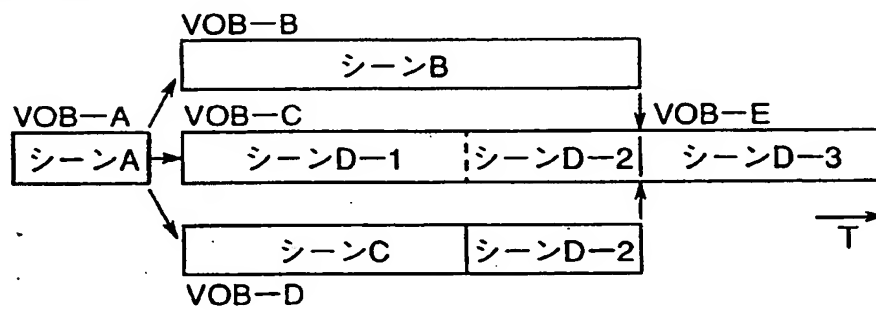 VOB－B
シーンB
VOB－A
VOB－C
VOB－E
シーンA
シーンD－1
シーンD－2
シーンD－3
T
シーンC
シーンD－2
VOB－D